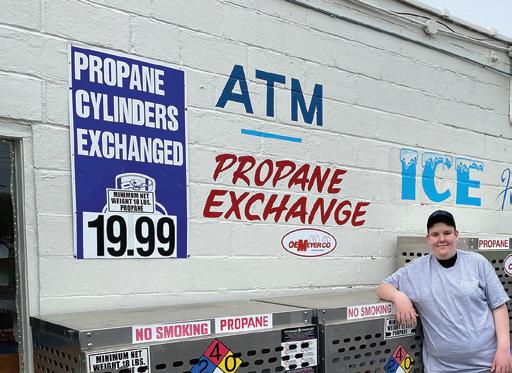 PROPANE
CYLINDERS
EXCHANGED
MINIMUM NET
WEIGHT 18 LBS.
PROPANE
19.99
ATM
PROPANE
EXCHANGE
OEMEYER CO
ICE
PROPANE
NO SMOKING
PROPANE
NO SMOKING
MINIMUM NET
WEIGHT 18 LBS.
4
2 0
4